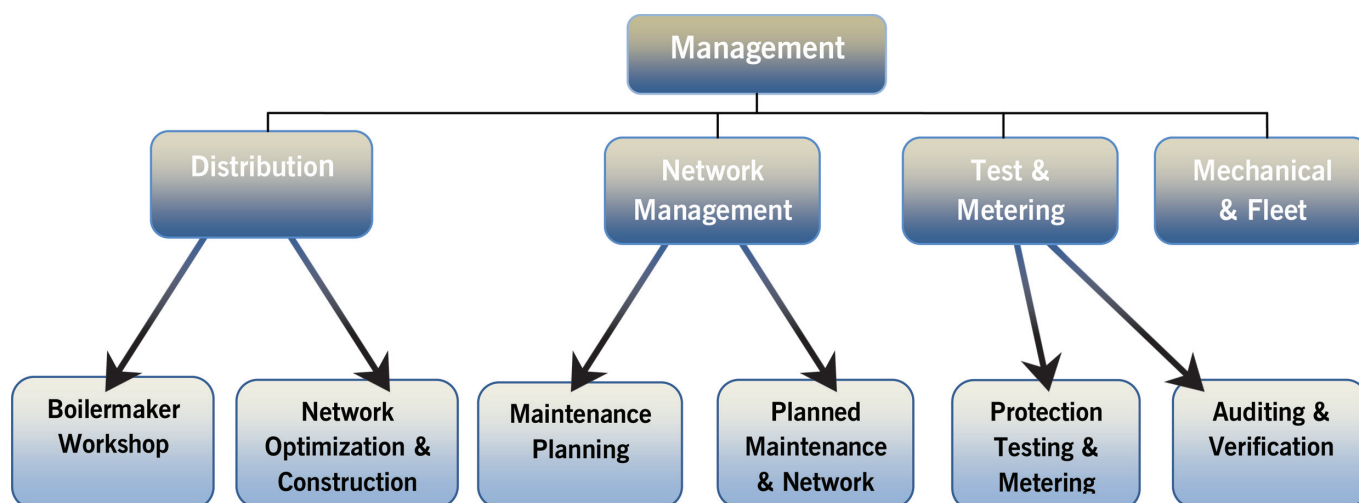 Management
Distribution
Network
Management
Test &
Metering
Mechanical
& Fleet
Boilermaker
Workshop
Network
Optimization &
Construction
Maintenance
Planning
Planned
Maintenance
& Network
Protection
Testing &
Metering
Auditing &
Verification